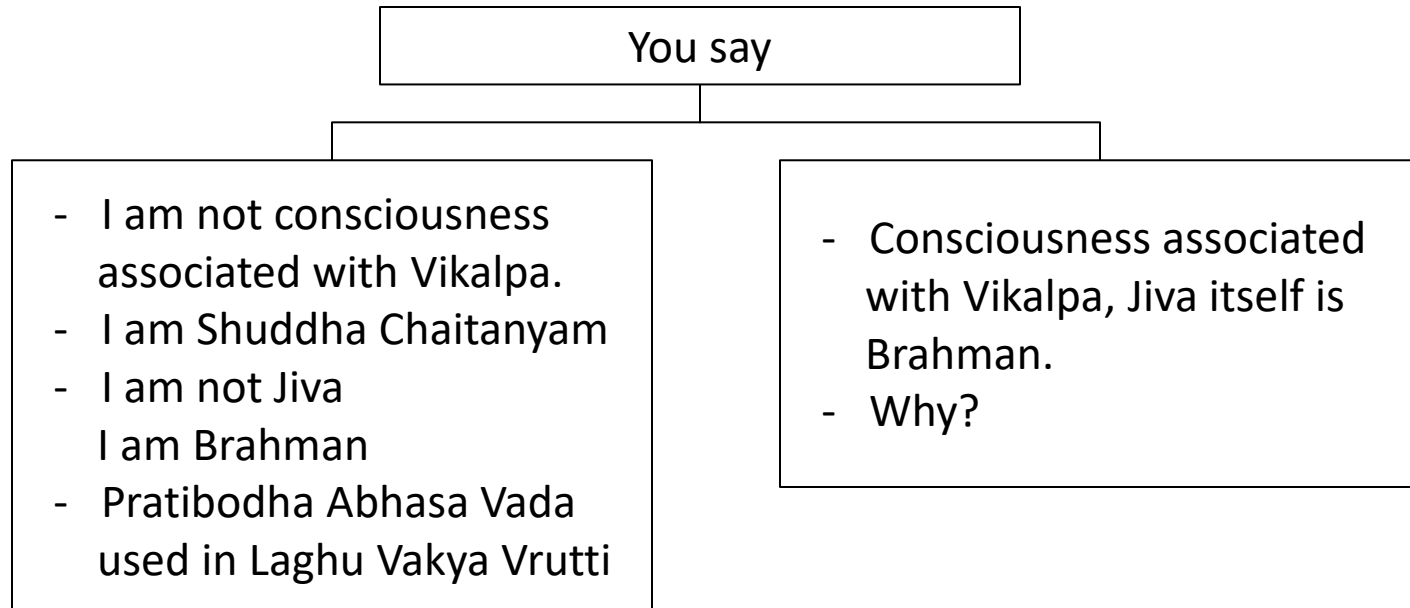 You say
- I am not consciousness
associated with Vikalpa.
- I am Shuddha Chaitanyam
- I am not Jiva
I am Brahman
- Pratibodha Abhasa Vada
used in Laghu Vakya Vrutti
- Consciousness associated
with Vikalpa, Jiva itself is
Brahman.
- Why?